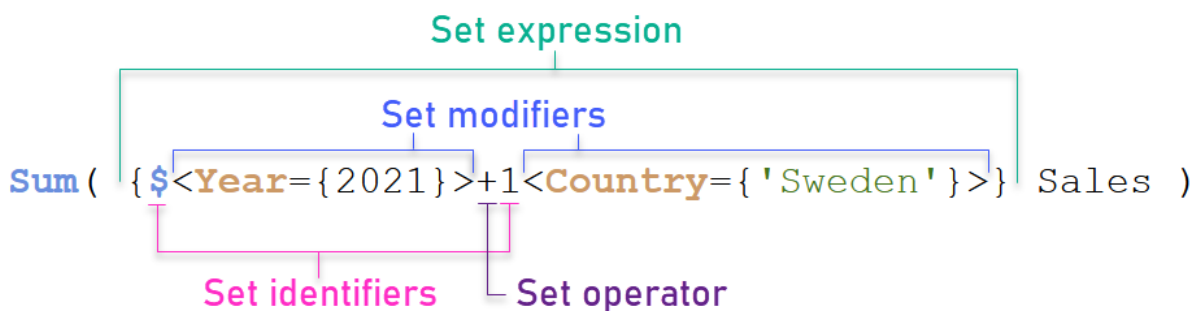 Set expression
Set modifiers
Sum( {$<Year={2021}>+1<Country={'Sweden'}>} Sales )
Set identifiers
Set operator